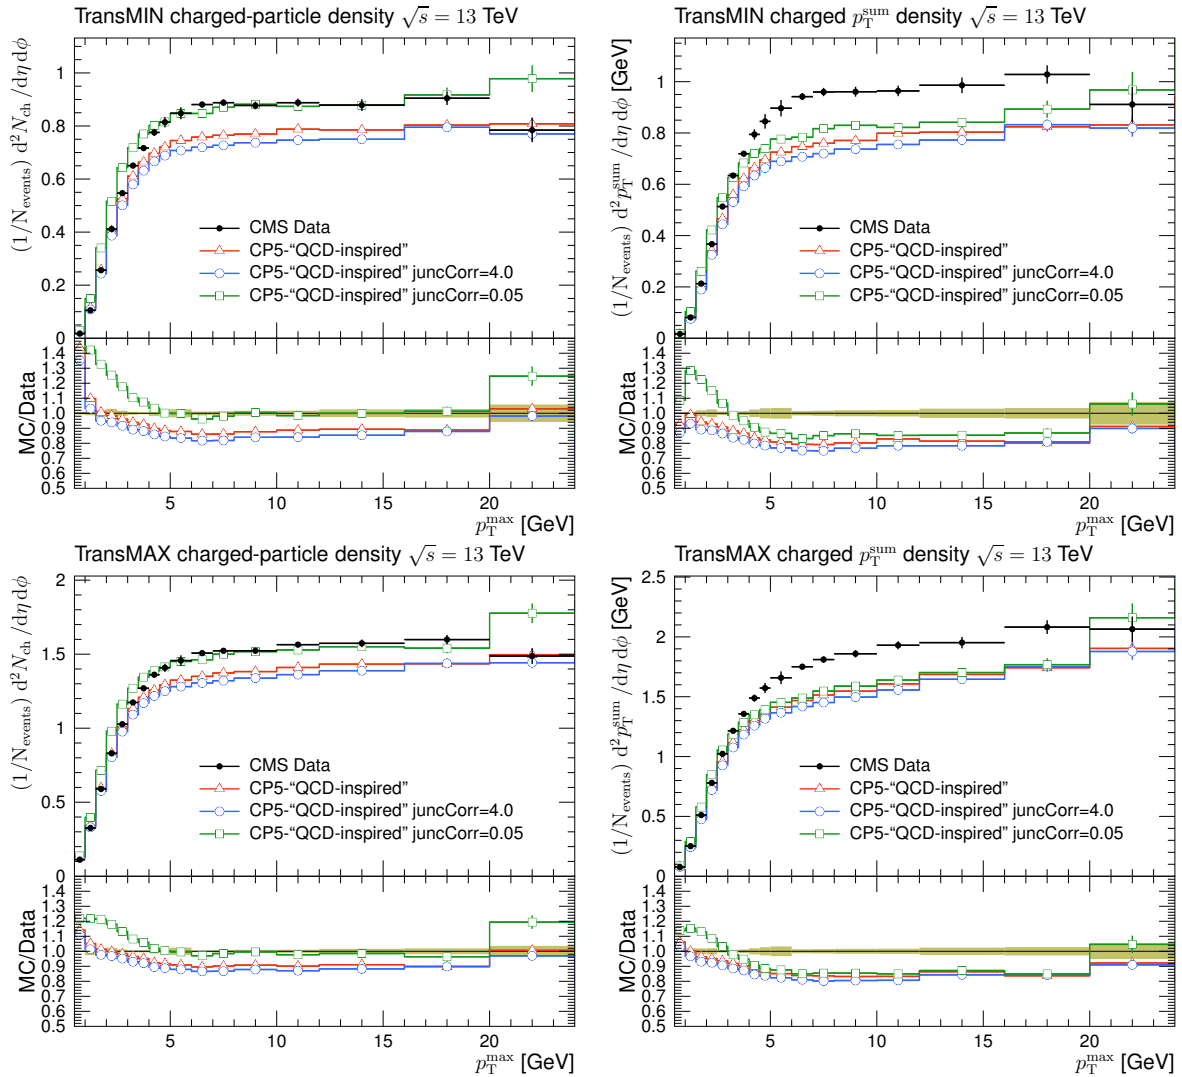 TransMIN charged-particle density √s = 13 TeV
(1/N_events) d²N_ch/dη dϕ
1
0.8
0.6
0.4
0.2
0
CMS Data
CP5-“QCD-inspired”
CP5-“QCD-inspired” juncCorr=4.0
CP5-“QCD-inspired” juncCorr=0.05
MC/Data
1.4
1.3
1.2
1.1
1.0
0.9
0.8
0.7
0.6
0.5
5 10 15 20
p_T^max [GeV]
TransMIN charged p_T^sum density √s = 13 TeV
(1/N_events) d²p_T^sum/dη dϕ [GeV]
1
0.8
0.6
0.4
0.2
0
CMS Data
CP5-“QCD-inspired”
CP5-“QCD-inspired” juncCorr=4.0
CP5-“QCD-inspired” juncCorr=0.05
MC/Data
1.4
1.3
1.2
1.1
1.0
0.9
0.8
0.7
0.6
0.5
5 10 15 20
p_T^max [GeV]
TransMAX charged-particle density √s = 13 TeV
(1/N_events) d²N_ch/dη dϕ
2
1.5
1
0.5
0
CMS Data
CP5-“QCD-inspired”
CP5-“QCD-inspired” juncCorr=4.0
CP5-“QCD-inspired” juncCorr=0.05
MC/Data
1.4
1.3
1.2
1.1
1.0
0.9
0.8
0.7
0.6
0.5
5 10 15 20
p_T^max [GeV]
TransMAX charged p_T^sum density √s = 13 TeV
(1/N_events) d²p_T^sum/dη dϕ [GeV]
2.5
2
1.5
1
0.5
0
CMS Data
CP5-“QCD-inspired”
CP5-“QCD-inspired” juncCorr=4.0
CP5-“QCD-inspired” juncCorr=0.05
MC/Data
1.4
1.3
1.2
1.1
1.0
0.9
0.8
0.7
0.6
0.5
5 10 15 20
p_T^max [GeV]